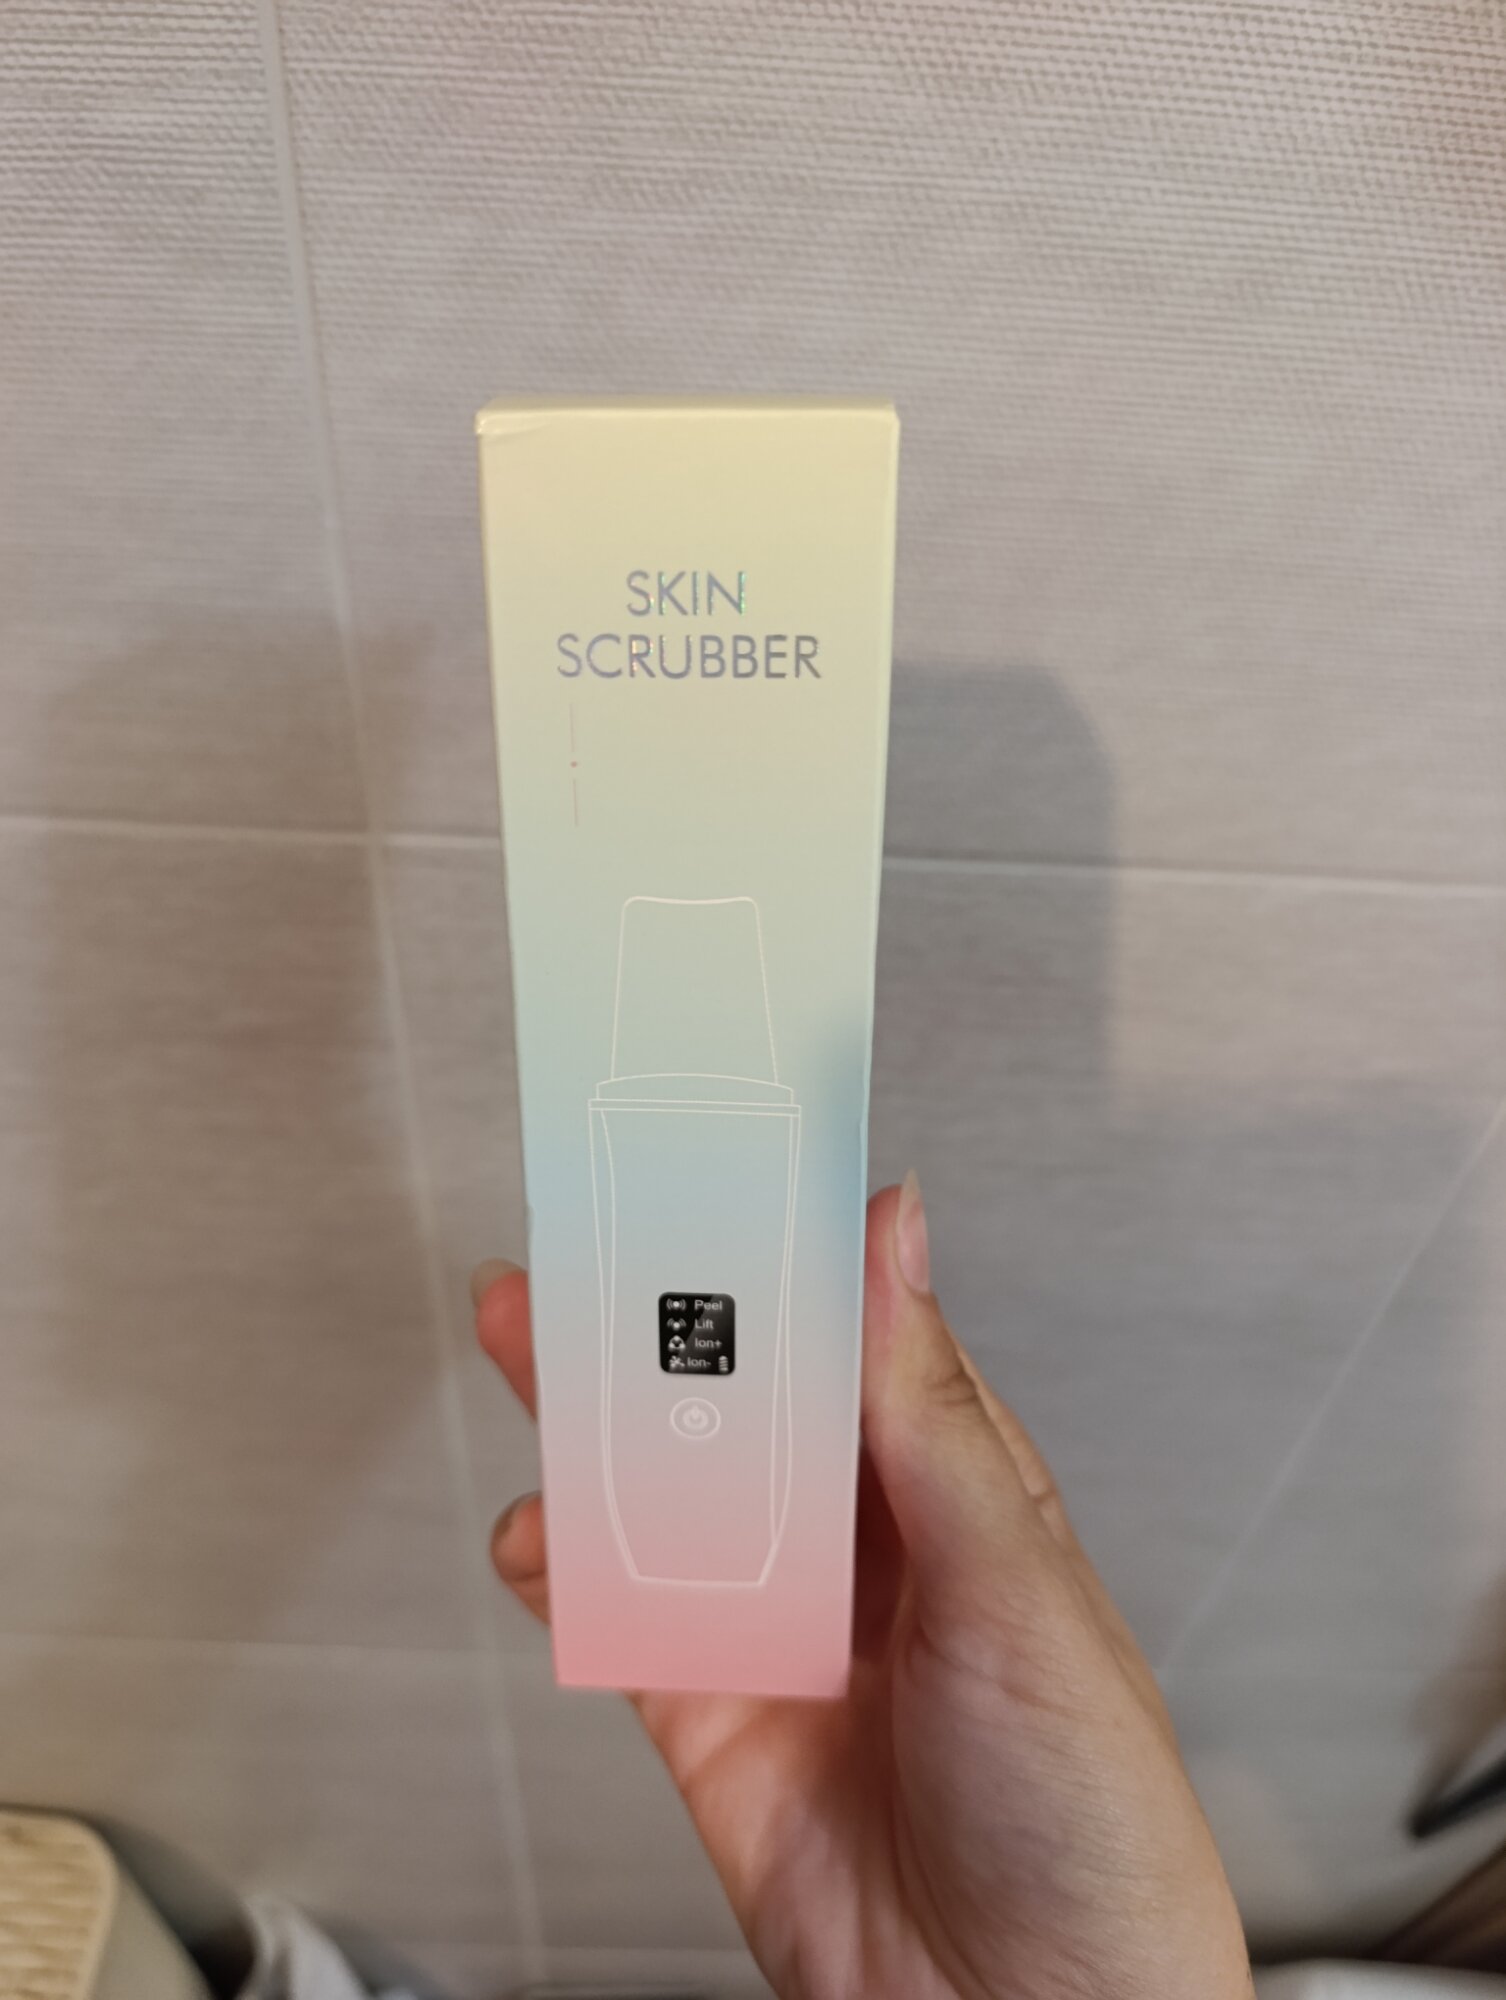 SKIN
SCRUBBER
Peel
Lift
Ion+
Ion-